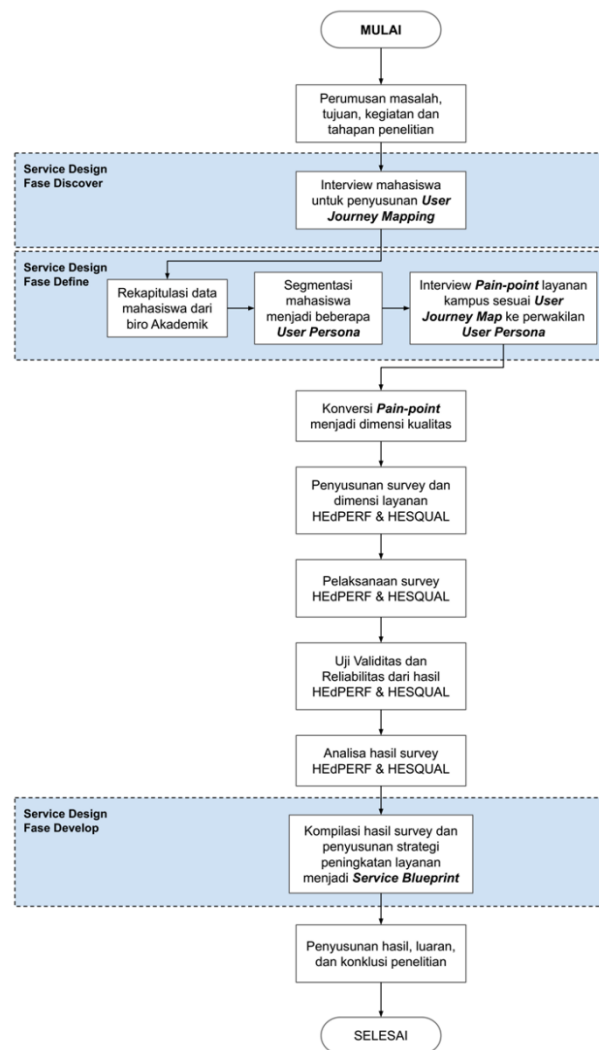 MULAI
Perumusan masalah,
tujuan, kegiatan dan
tahapan penelitian
Service Design
Fase Discover
Interview mahasiswa
untuk penyusunan User
Journey Mapping
Service Design
Fase Define
Rekapitulasi data
mahasiswa dari
biro Akademik
Segmentasi
mahasiswa
menjadi beberapa
User Persona
Interview Pain-point layanan
kampus sesuai User
Journey Map ke perwakilan
User Persona
Konversi Pain-point
menjadi dimensi kualitas
Penyusunan survey dan
dimensi layanan
HEdPERF & HESQUAL
Pelaksanaan survey
HEdPERF & HESQUAL
Uji Validitas dan
Reliabilitas dari hasil
HEdPERF & HESQUAL
Analisa hasil survey
HEdPERF & HESQUAL
Service Design
Fase Develop
Kompilasi hasil survey dan
penyusunan strategi
peningkatan layanan
menjadi Service Blueprint
Penyusunan hasil, luaran,
dan konklusi penelitian
SELESAI